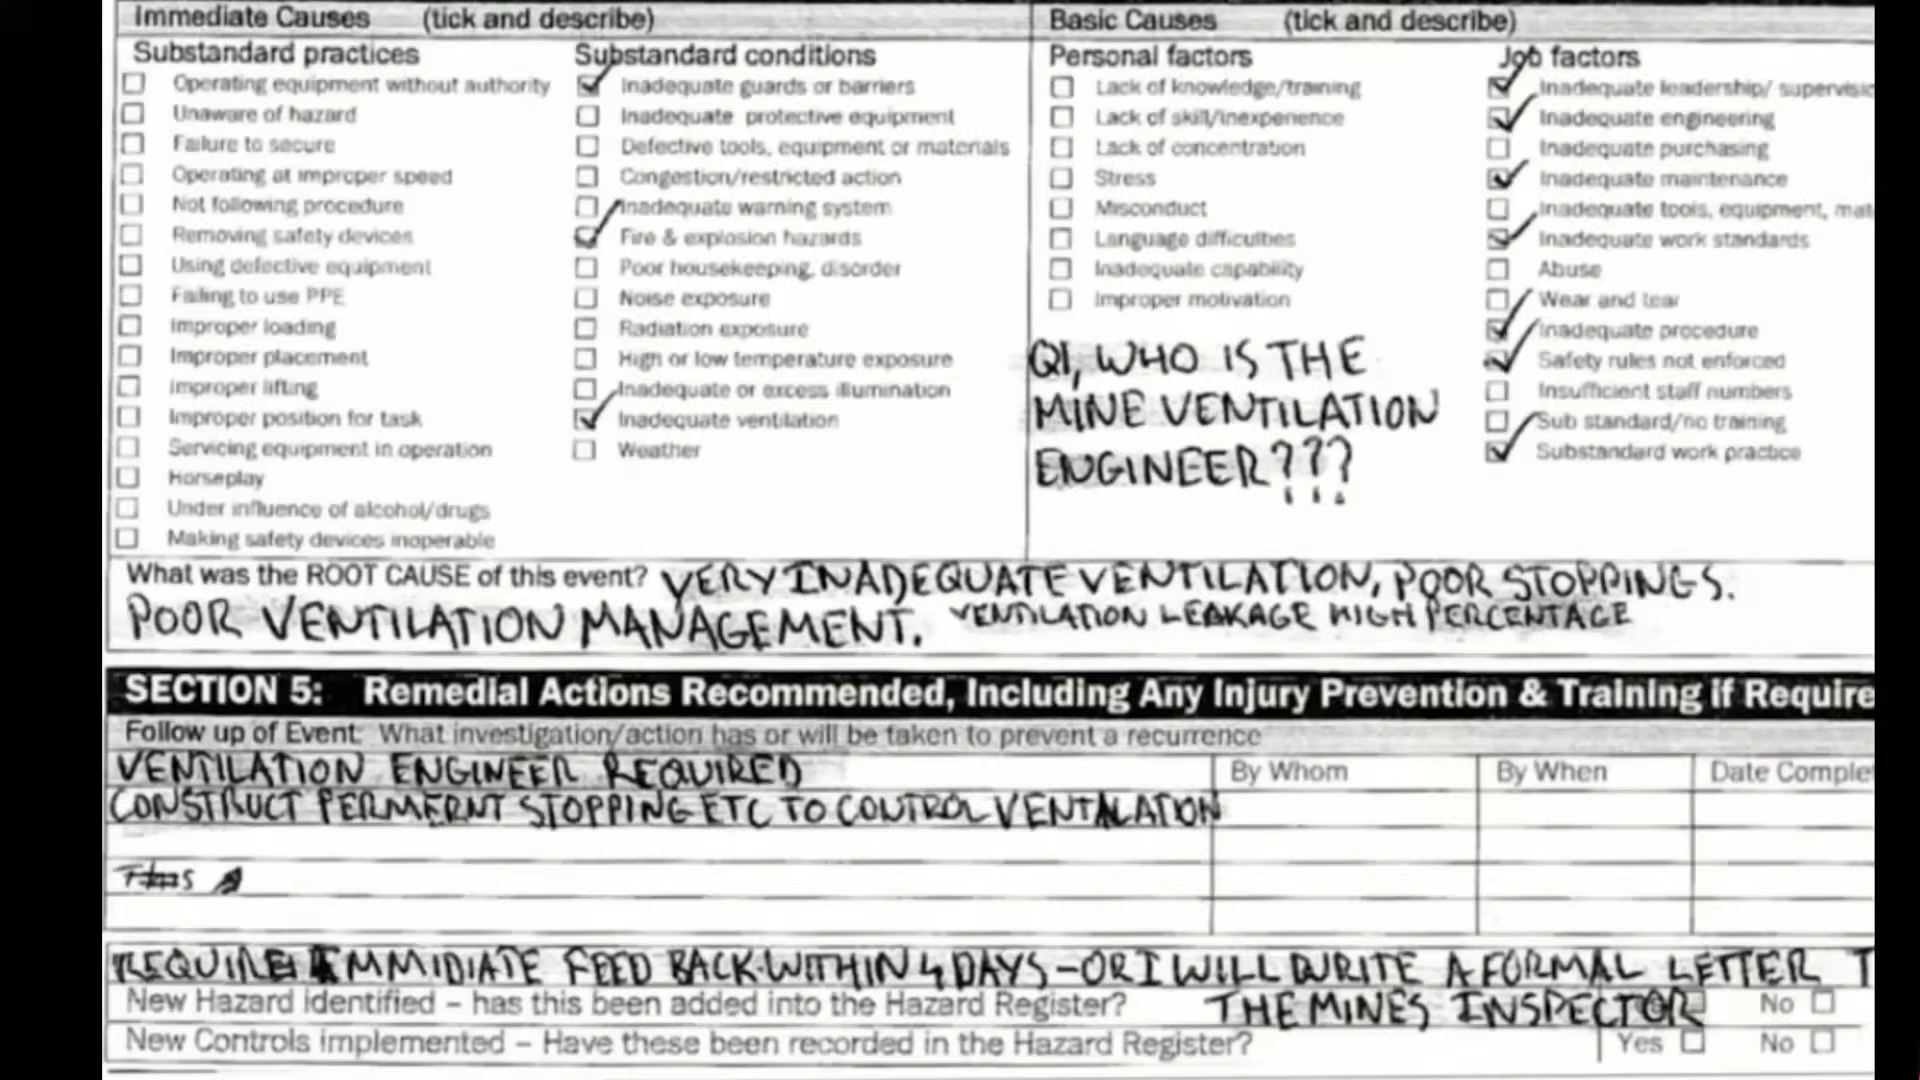 Immediate Causes (tick and describe)
Substandard practices
Operating equipment without authority
Unaware of hazard
Failure to secure
Operating at improper speed
Not following procedure
Removing safety devices
Using defective equipment
Failing to use PPE
Improper loading
Improper placement
improper lifting
Improper position for task
Servicing equipment in operation
Horseplay
Under influence of alcohol/drugs
Making safety devices inoperable
Substandard conditions
Inadequate guards or barriers
Inadequate protective equipment
Defective tools, equipment or materials
Congestion/restricted action
Inadequate warning system
Fire & explosion hazards
Poor housekeeping, disorder
Noise exposure
Radiation exposure
High or low temperature exposure
Inadequate or excess illumination
Inadequate ventilation
Weather
Basic Causes (tick and describe)
Personal factors
Lack of knowledge/training
Lack of skill/inexperience
Lack of concentration
Stress
Misconduct
Language difficulties
Inadequate capability
Improper motivation
Q1, WHO IS THE
MINE VENTILATION
ENGINEER???
Job factors
Inadequate leadership/ supervisio
Inadequate engineering
Inadequate purchasing
Inadequate maintenance
Inadequate tools, equipment, mat
Inadequate work standards
Abuse
Wear and tear
Inadequate procedure
Safety rules not enforced
Insufficient staff numbers
Sub standard/no training
Substandard work practice
What was the ROOT CAUSE of this event? VERY INADEQUATE VENTILATION, POOR STOPPINGS.
POOR VENTILATION MANAGEMENT. VENTILATION LEAKAGE HIGH PERCENTAGE
SECTION 5: Remedial Actions Recommended, Including Any Injury Prevention & Training if Require
Follow up of Event: What investigation/action has or will be taken to prevent a recurrence
VENTILATION ENGINEER REQUIRED
By Whom By When Date Comple
CONSTRUCT PERMERNT STOPPING ETC TO CONTROL VENTALATION
REQUIRE IMMIDIATE FEED BACK WITHIN 4 DAYS - OR I WILL WRITE A FORMAL LETTER T
New Hazard identified – has this been added into the Hazard Register? THE MINES INSPECTOR No
New Controls implemented – Have these been recorded in the Hazard Register? Yes No